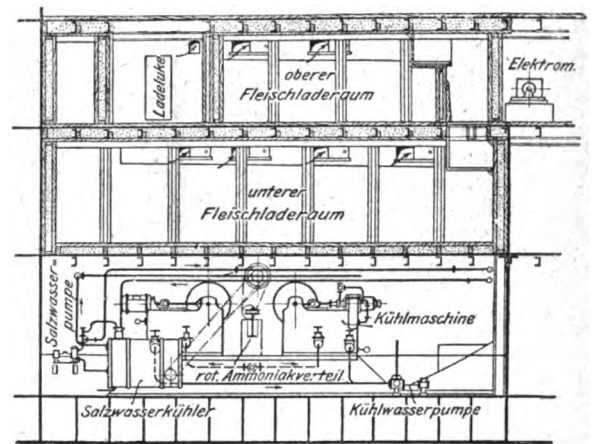 Ladeluke
oberer
Fleischladeraum
Elektrom.
unterer
Fleischladeraum
Salzwasser-
pumpe
Kühlmaschine
rot. Ammoniakverteil
Salzwasserkühler
Kühlwasserpumpe